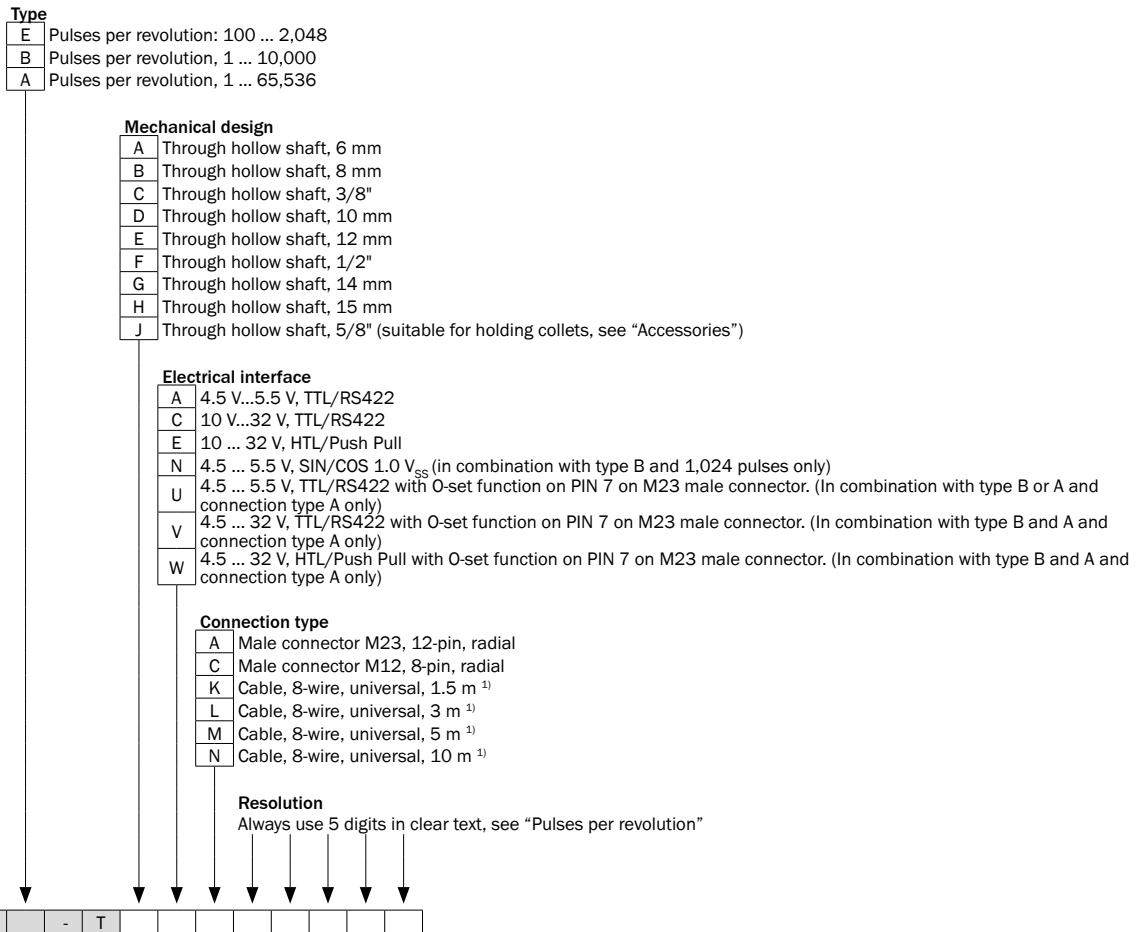 Type
E Pulses per revolution: 100 ... 2,048
B Pulses per revolution, 1 ... 10,000
A Pulses per revolution, 1 ... 65,536
Mechanical design
A Through hollow shaft, 6 mm
B Through hollow shaft, 8 mm
C Through hollow shaft, 3/8"
D Through hollow shaft, 10 mm
E Through hollow shaft, 12 mm
F Through hollow shaft, 1/2"
G Through hollow shaft, 14 mm
H Through hollow shaft, 15 mm
J Through hollow shaft, 5/8" (suitable for holding collets, see “Accessories”)
Electrical interface
A 4.5 V...5.5 V, TTL/RS422
C 10 V...32 V, TTL/RS422
E 10 ... 32 V, HTL/Push Pull
N 4.5 ... 5.5 V, SIN/COS 1.0 VSS (in combination with type B and 1,024 pulses only)
U 4.5 ... 5.5 V, TTL/RS422 with O-set function on PIN 7 on M23 male connector. (In combination with type B or A and
connection type A only)
V 4.5 ... 32 V, TTL/RS422 with O-set function on PIN 7 on M23 male connector. (In combination with type B and A and
connection type A only)
W 4.5 ... 32 V, HTL/Push Pull with O-set function on PIN 7 on M23 male connector. (In combination with type B and A and
connection type A only)
Connection type
A Male connector M23, 12-pin, radial
C Male connector M12, 8-pin, radial
K Cable, 8-wire, universal, 1.5 m 1)
L Cable, 8-wire, universal, 3 m 1)
M Cable, 8-wire, universal, 5 m 1)
N Cable, 8-wire, universal, 10 m 1)
Resolution
Always use 5 digits in clear text, see “Pulses per revolution”
- T